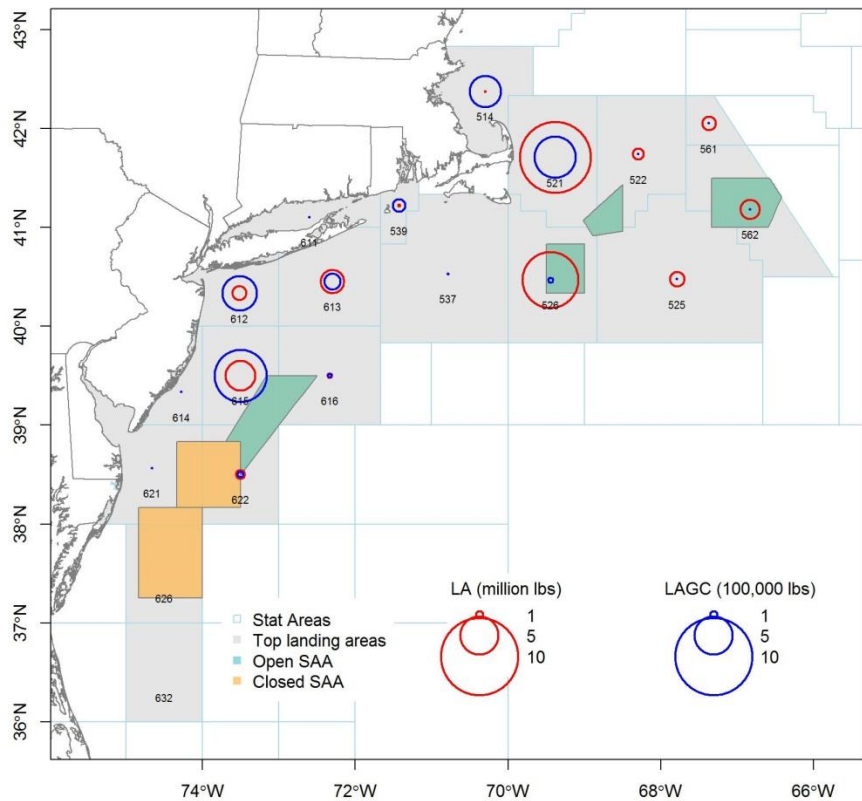 43°N
42°N
41°N
40°N
39°N
38°N
37°N
36°N
514
521
522
561
562
539
611
537
526
525
613
612
615
616
614
621
622
626
632
Stat Areas
Top landing areas
Open SAA
Closed SAA
LA (million lbs)
1
5
10
LAGC (100,000 lbs)
1
5
10
74°W
72°W
70°W
68°W
66°W